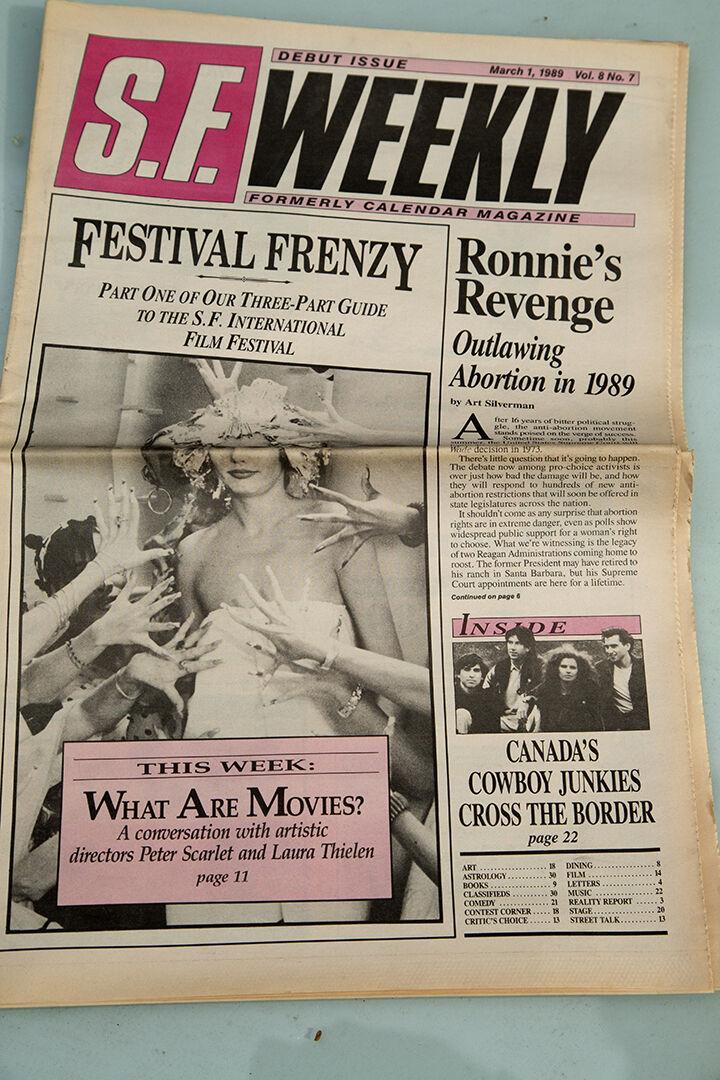 S.F. WEEKLY
DEBUT ISSUE
March 1, 1989 Vol. 8 No. 7
FORMERLY CALENDAR MAGAZINE
FESTIVAL FRENZY
PART ONE OF OUR THREE-PART GUIDE
TO THE S.F. INTERNATIONAL
FILM FESTIVAL
THIS WEEK:
WHAT ARE MOVIES?
A conversation with artistic
directors Peter Scarlet and Laura Thielen
page 11
Ronnie's
Revenge
Outlawing
Abortion in 1989
by Art Silverman
After 16 years of bitter political strug-
gle, the anti-abortion movement
stands poised on the verge of success.
Sometime soon, probably this
summer, the United States Supreme Court will
Wade decision in 1973.
There's little question that it's going to happen.
The debate now among pro-choice activists is
over just how bad the damage will be, and how
they will respond to hundreds of new anti-
abortion restrictions that will soon be offered in
state legislatures across the nation.
It shouldn't come as any surprise that abortion
rights are in extreme danger, even as polls show
widespread public support for a woman's right
to choose. What we're witnessing is the legacy
of two Reagan Administrations coming home to
roost. The former President may have retired to
his ranch in Santa Barbara, but his Supreme
Court appointments are here for a lifetime.
Continued on page 6
INSIDE
CANADA'S
COWBOY JUNKIES
CROSS THE BORDER
page 22
ART 18
ASTROLOGY 30
BOOKS 9
CLASSIFIEDS 30
COMEDY 21
CONTEST CORNER 18
CRITIC'S CHOICE 13
DINING 8
FILM 14
LETTERS 4
MUSIC 22
REALITY REPORT 3
STAGE 20
STREET TALK 13